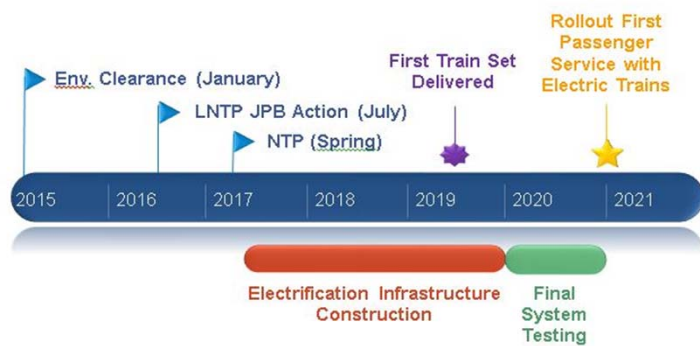 Rollout First
Passenger
Service with
Electric Trains
First Train Set
Delivered
Env. Clearance (January)
LNTP JPB Action (July)
NTP (Spring)
2015
2016
2017
2018
2019
2020
2021
Electrification Infrastructure
Construction
Final
System
Testing